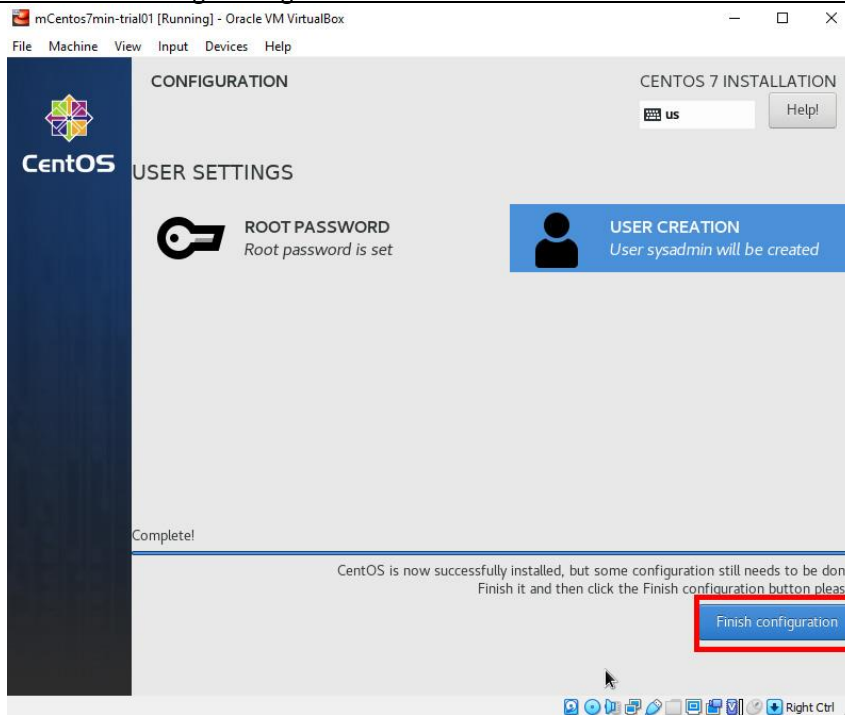 mCentos7min-trial01 [Running] - Oracle VM VirtualBox
File Machine View Input Devices Help
CONFIGURATION
CENTOS 7 INSTALLATION
us
Help!
CentOS
USER SETTINGS
ROOT PASSWORD
Root password is set
USER CREATION
User sysadmin will be created
Complete!
CentOS is now successfully installed, but some configuration still needs to be don
Finish it and then click the Finish configuration button pleas
Finish configuration
Right Ctrl